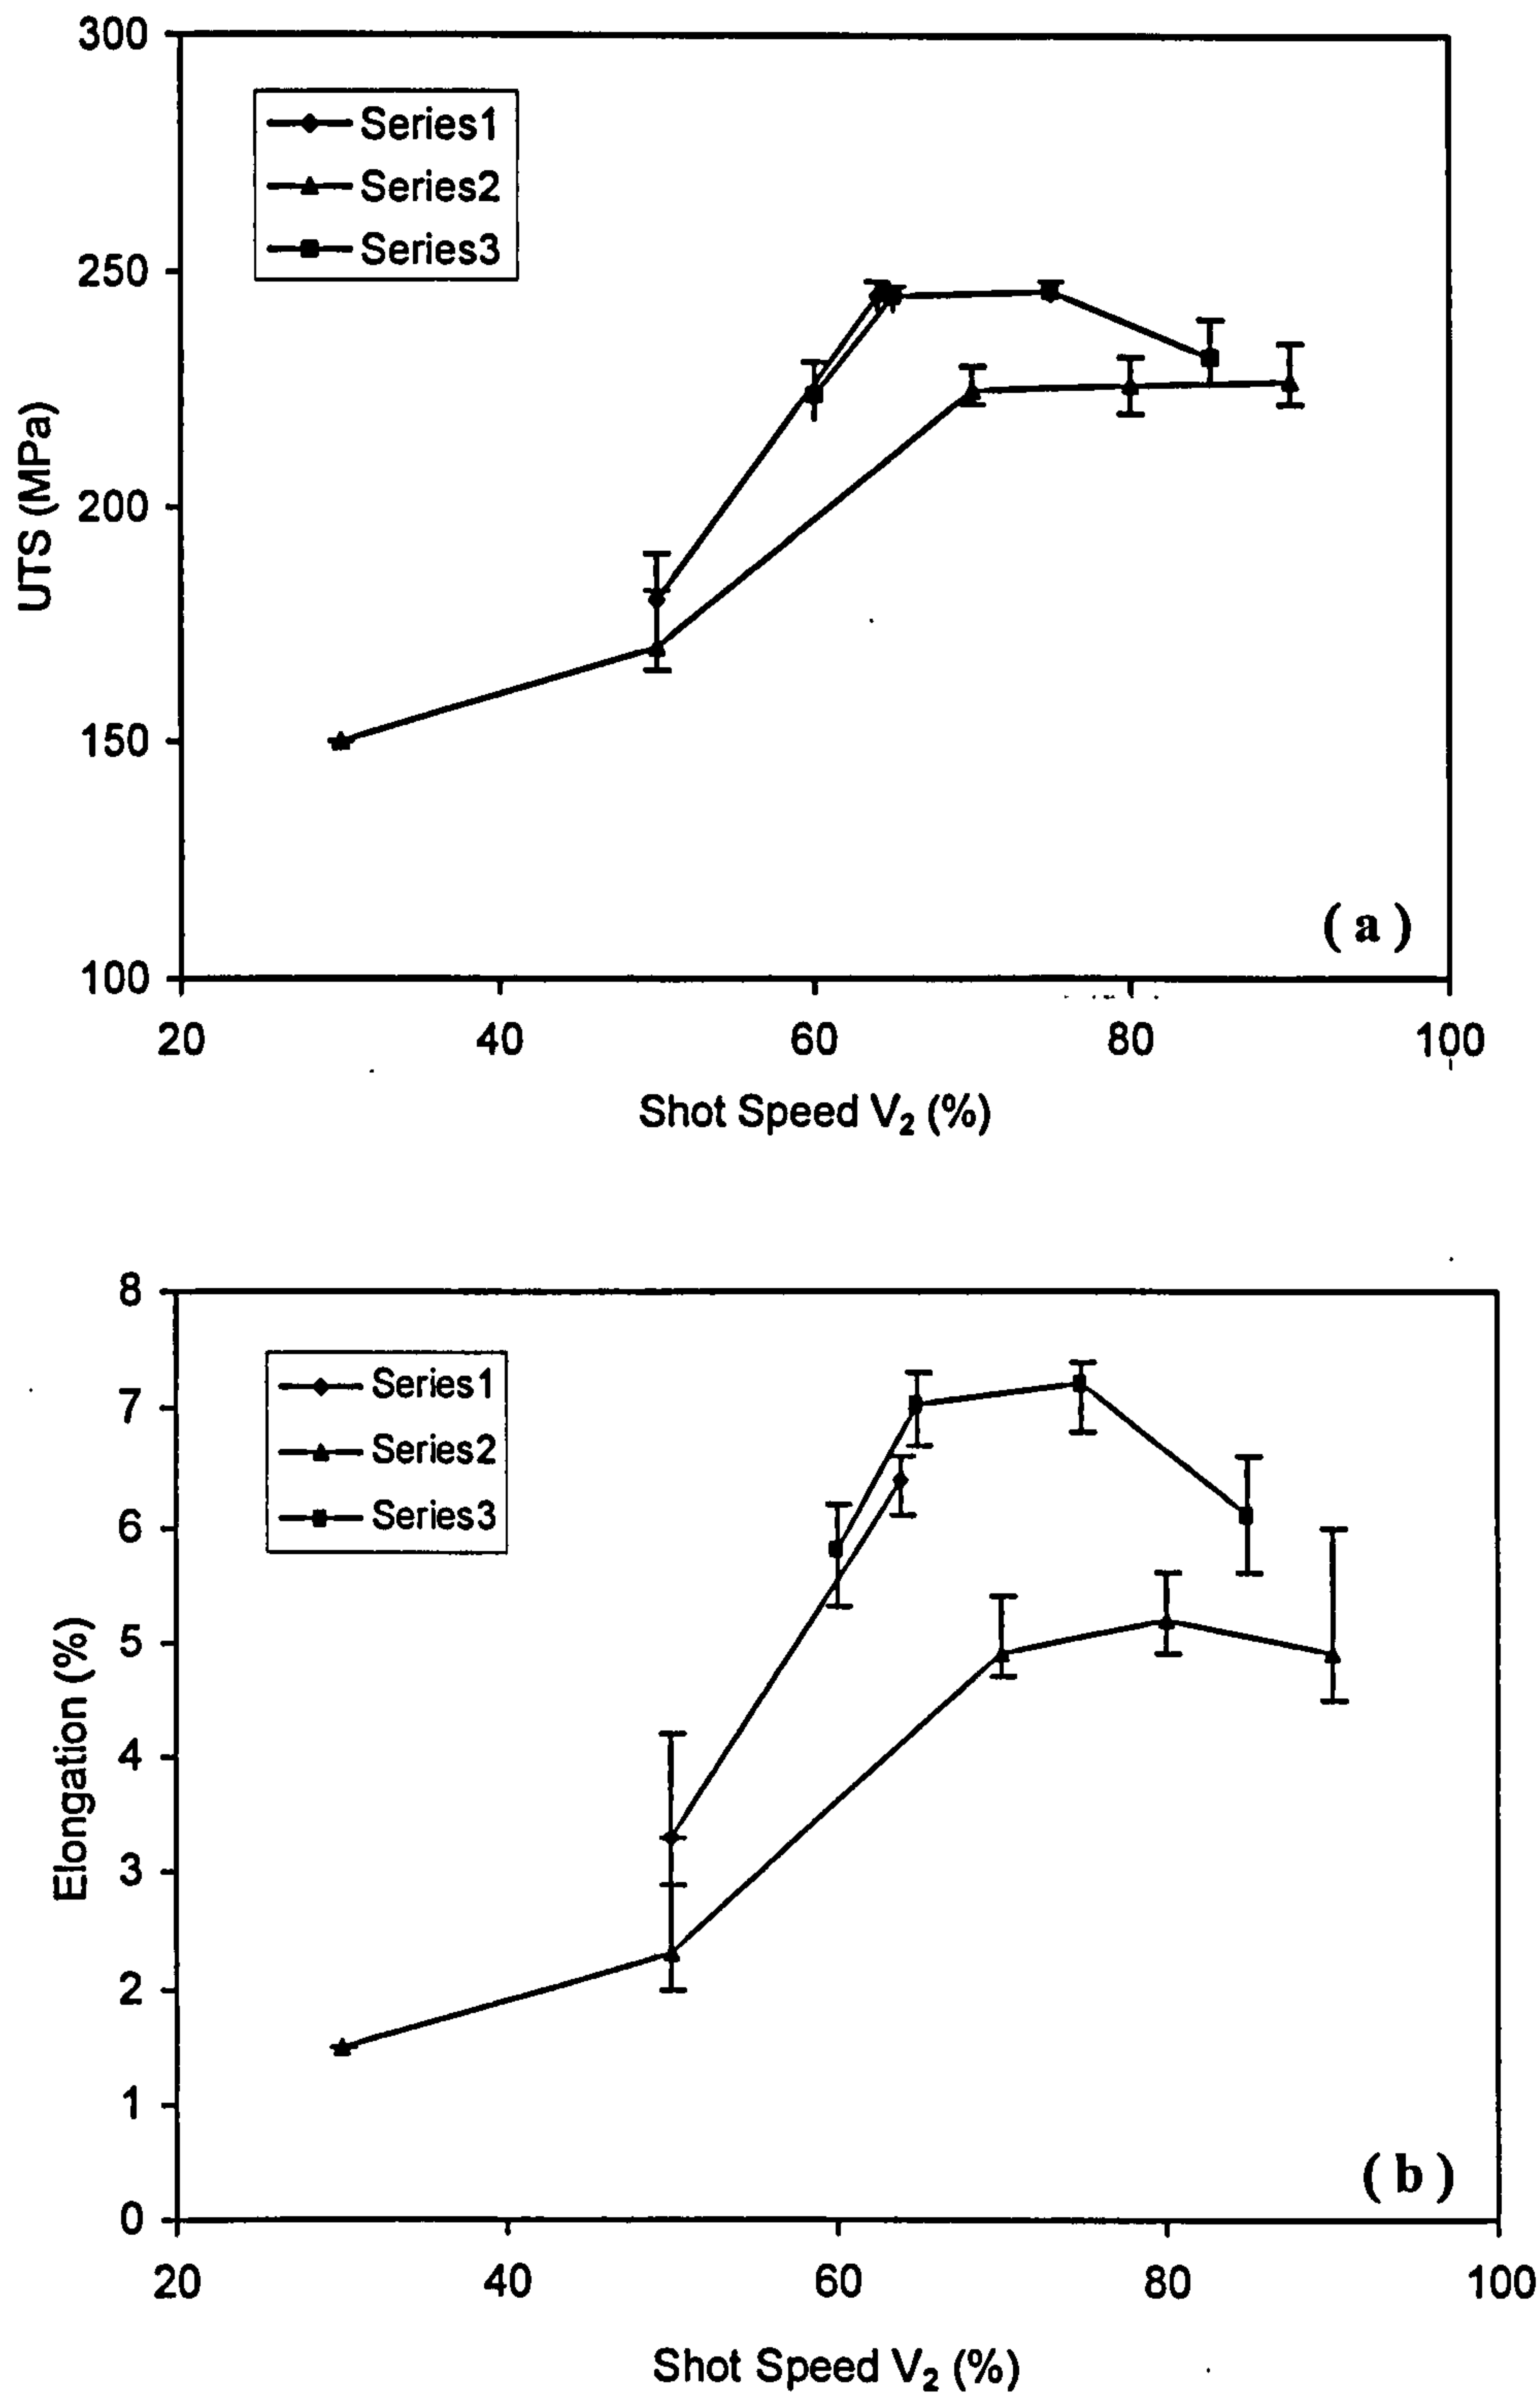 300
Series1
Series2
Series3
250
200
150
100
UTS (MPa)
( a )
20 40 60 80 100
Shot Speed V₂ (%)
8
Series1
Series2
Series3
7
6
5
4
3
2
1
0
Elongation (%)
( b )
20 40 60 80 100
Shot Speed V₂ (%)